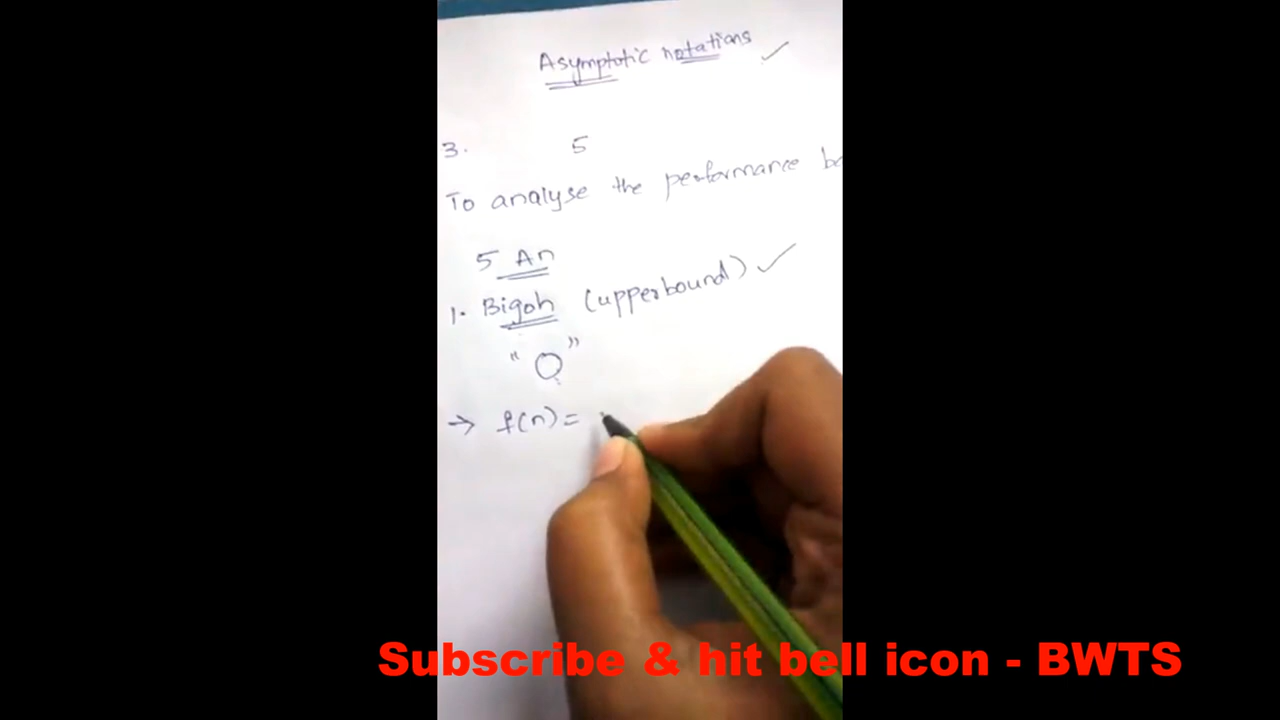 Asymptotic notations
3. 5
To analyse the performance
5 An
1. Bigoh (upperbound)
" O "
→ f(n) =
Subscribe & hit bell icon - BWTS